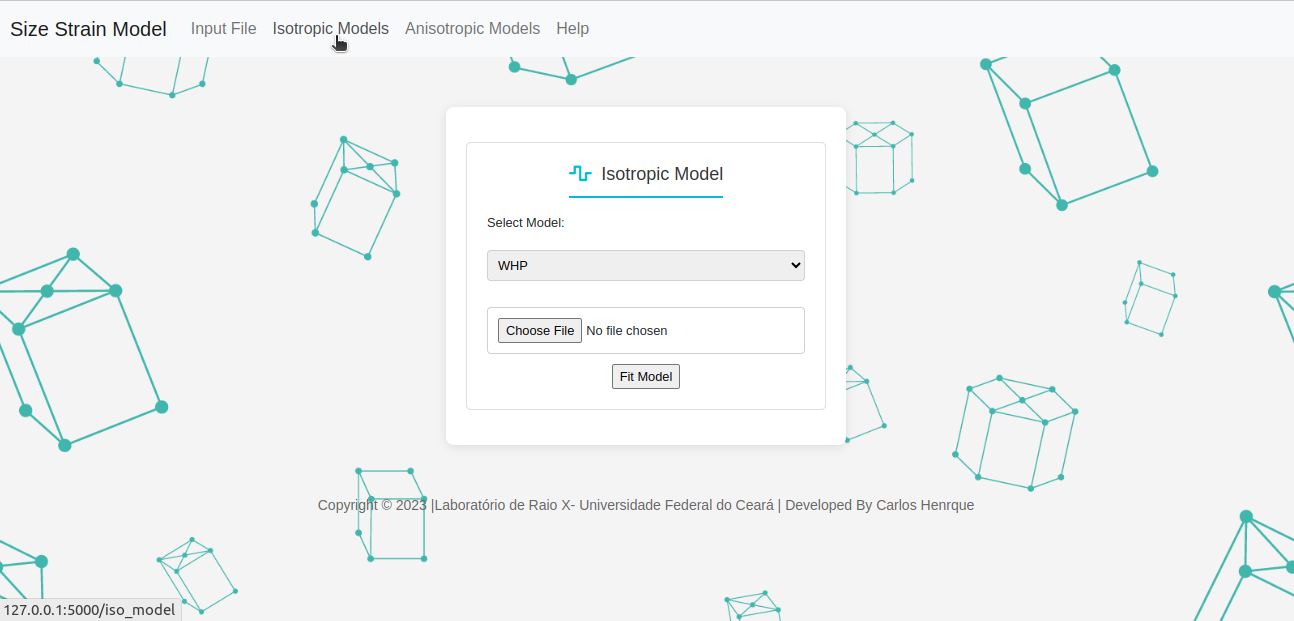 Size Strain Model Input File Isotropic Models Anisotropic Models Help
Isotropic Model
Select Model:
WHP
Choose File No file chosen
Fit Model
Copyright © 2023 |Laboratório de Raio X- Universidade Federal do Ceará | Developed By Carlos Henrque
127.0.0.1:5000/iso_model